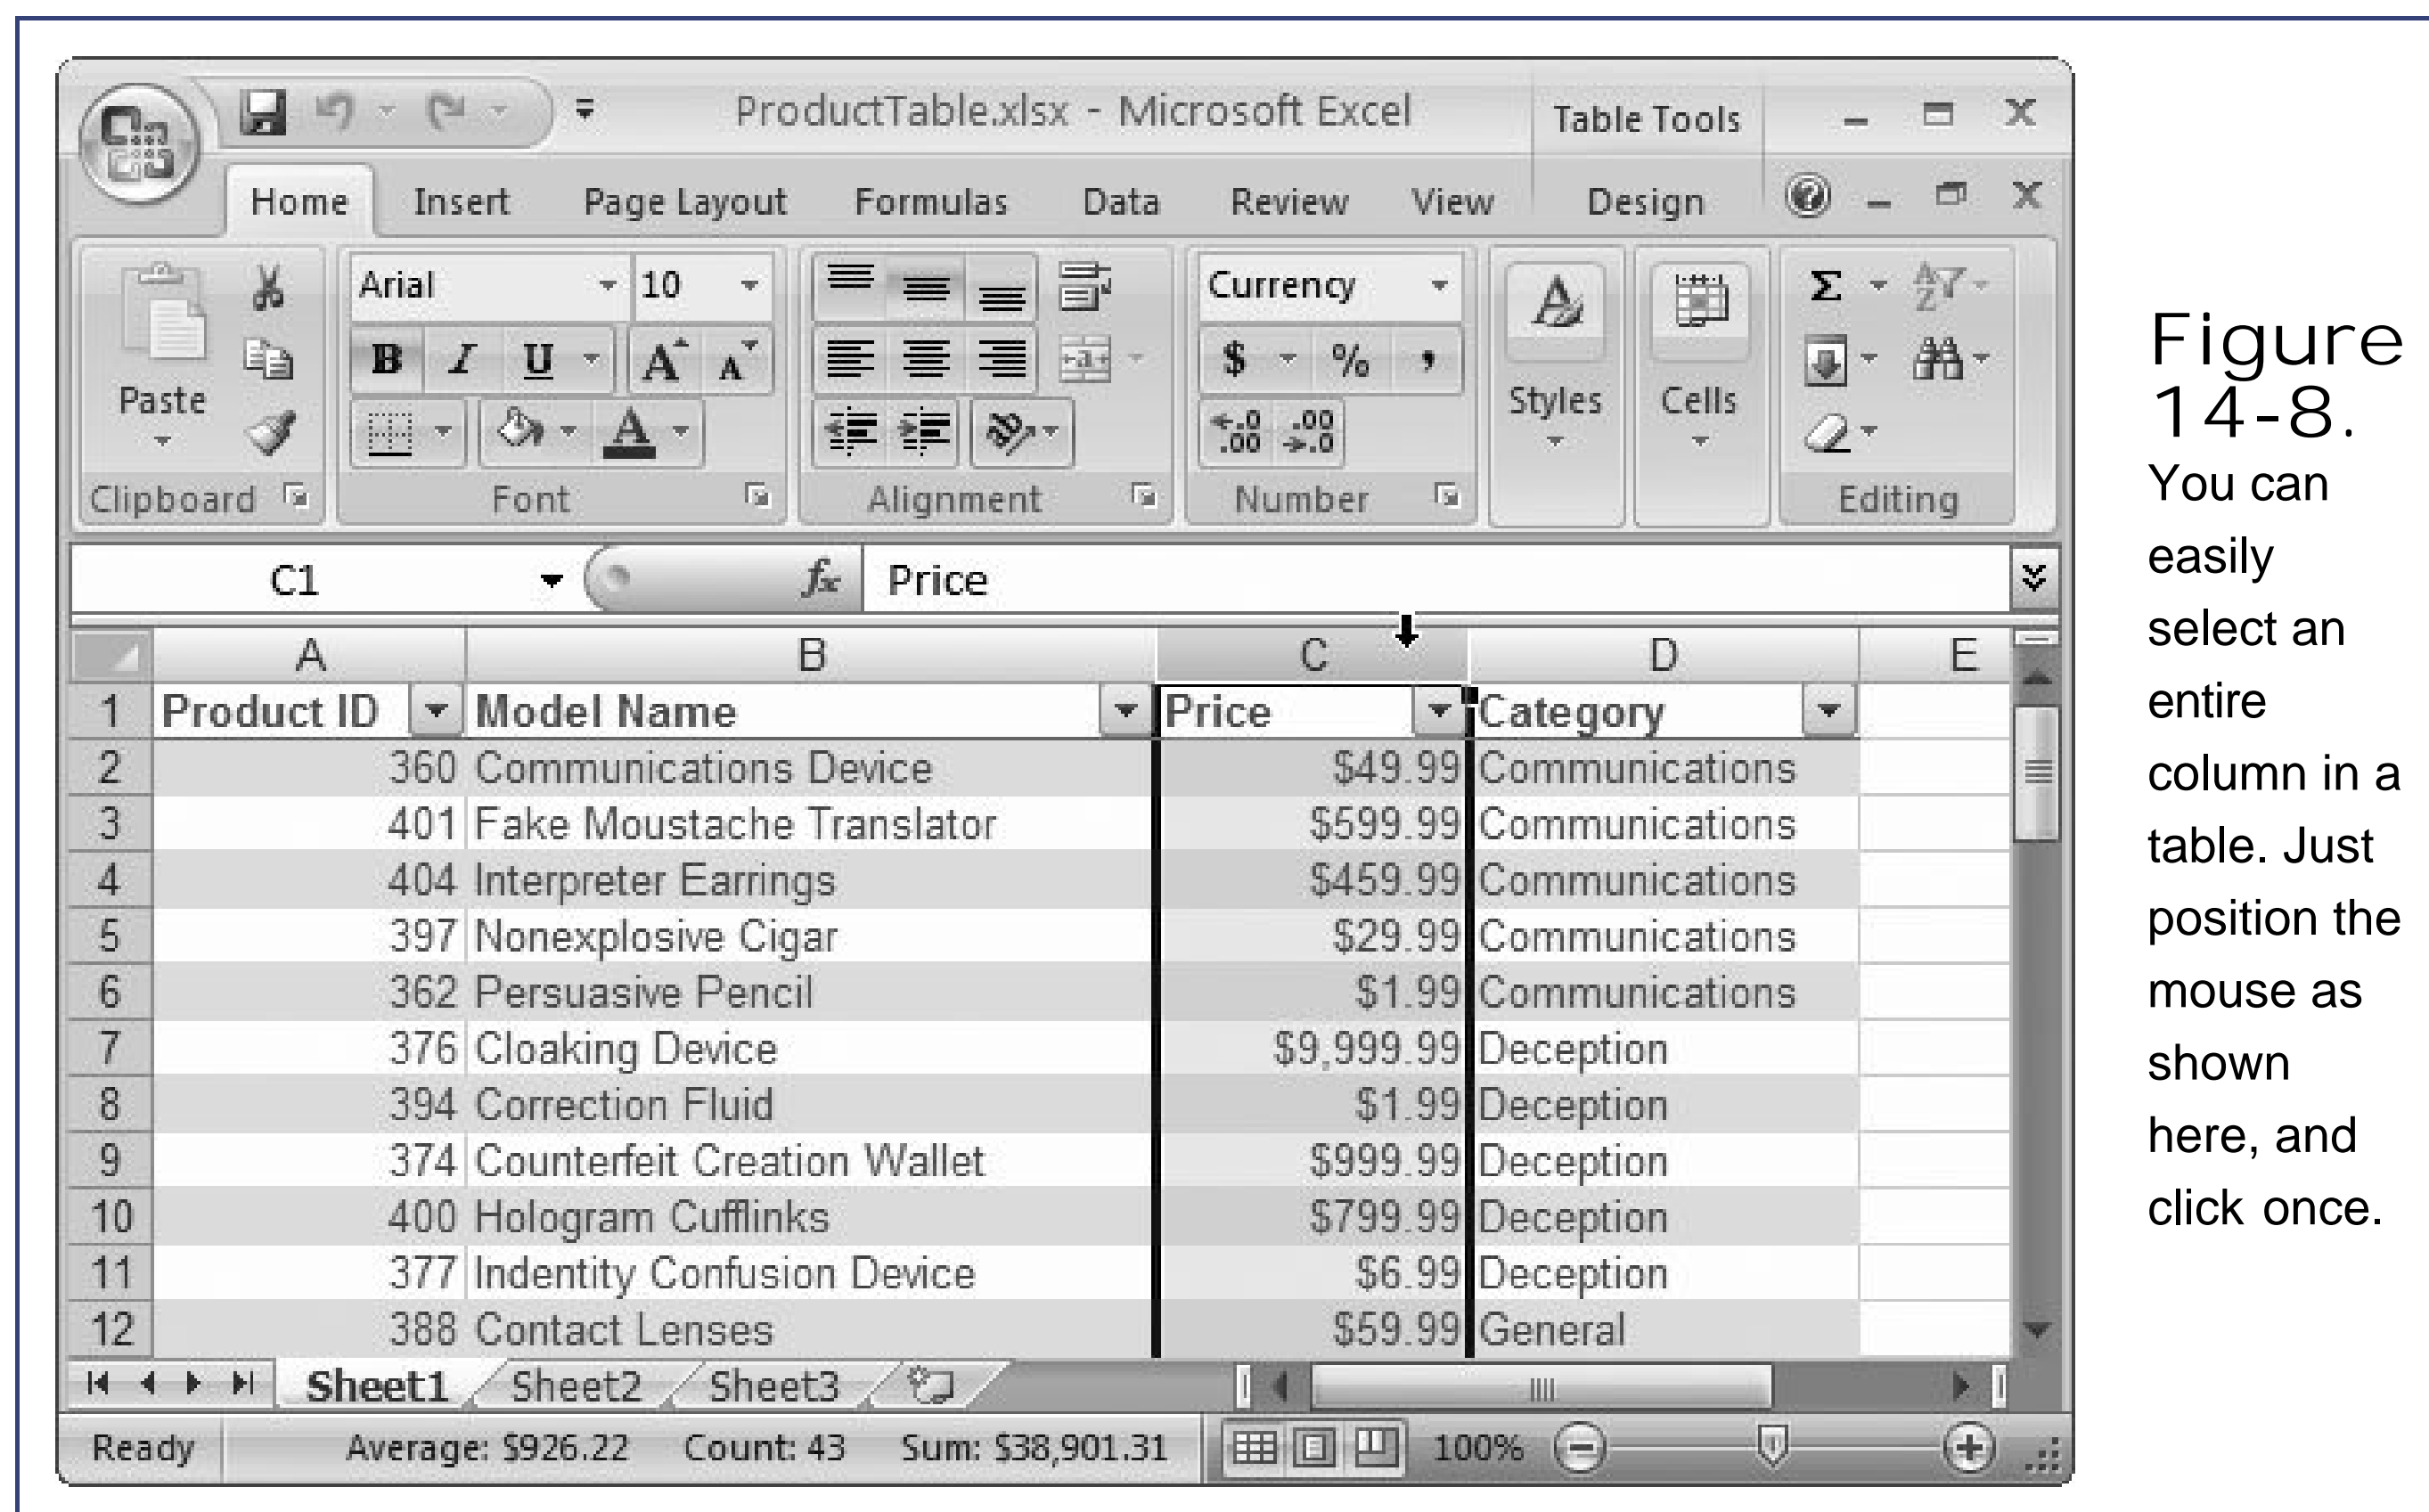 ProductTable.xlsx - Microsoft Excel Table Tools
Home Insert Page Layout Formulas Data Review View Design
Arial 10 Currency
B I U A A $ % ,
Paste A .0 .00 .00 .0 Styles Cells
Clipboard Font Alignment Number Editing
C1 fx Price
A B C D E
1 Product ID Model Name Price Category
2 360 Communications Device $49.99 Communications
3 401 Fake Moustache Translator $599.99 Communications
4 404 Interpreter Earrings $459.99 Communications
5 397 Nonexplosive Cigar $29.99 Communications
6 362 Persuasive Pencil $1.99 Communications
7 376 Cloaking Device $9,999.99 Deception
8 394 Correction Fluid $1.99 Deception
9 374 Counterfeit Creation Wallet $999.99 Deception
10 400 Hologram Cufflinks $799.99 Deception
11 377 Indentity Confusion Device $6.99 Deception
12 388 Contact Lenses $59.99 General
Sheet1 Sheet2 Sheet3
Ready Average: $926.22 Count: 43 Sum: $38,901.31 100%
Figure
14-8.
You can
easily
select an
entire
column in a
table. Just
position the
mouse as
shown
here, and
click once.